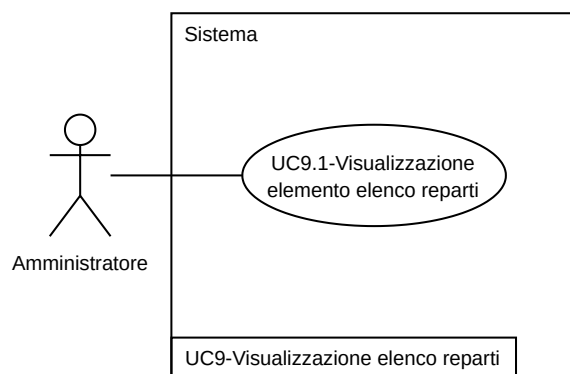 Sistema
UC9.1-Visualizzazione
elemento elenco reparti
Amministratore
UC9-Visualizzazione elenco reparti